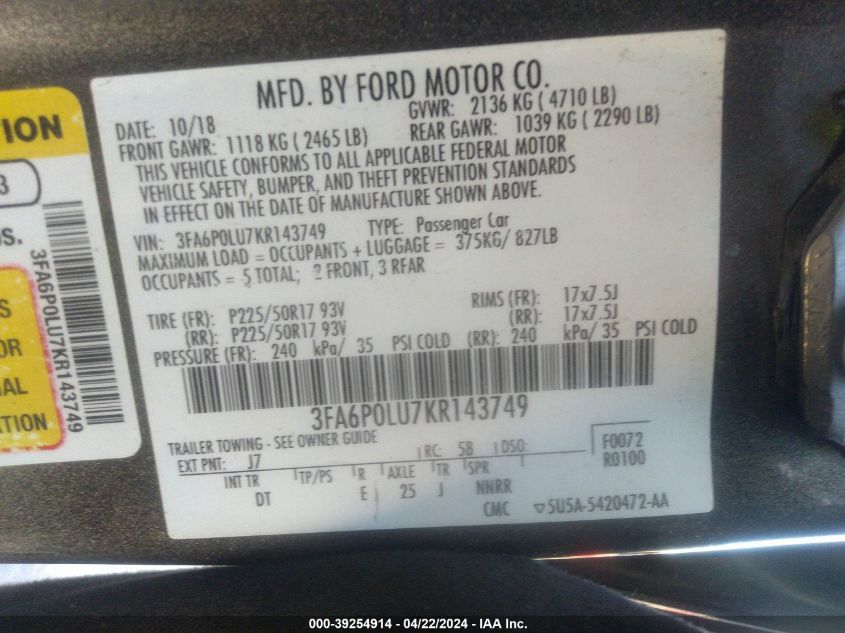 MFD. BY FORD MOTOR CO.
DATE: 10/18 GVWR: 2136 KG ( 4710 LB)
FRONT GAWR: 1118 KG ( 2465 LB) REAR GAWR: 1039 KG ( 2290 LB)
THIS VEHICLE CONFORMS TO ALL APPLICABLE FEDERAL MOTOR
VEHICLE SAFETY, BUMPER, AND THEFT PREVENTION STANDARDS
IN EFFECT ON THE DATE OF MANUFACTURE SHOWN ABOVE.
VIN: 3FA6P0LU7KR143749 TYPE: Passenger Car
MAXIMUM LOAD = OCCUPANTS + LUGGAGE = 375KG/ 827LB
OCCUPANTS = 5 TOTAL; 2 FRONT, 3 REAR
TIRE (FR): P225/50R17 93V RIMS (FR): 17x7.5J
(RR): P225/50R17 93V (RR): 17x7.5J
PRESSURE (FR): 240 kPa/ 35 PSI COLD (RR): 240 kPa/ 35 PSI COLD
3FA6P0LU7KR143749
TRAILER TOWING - SEE OWNER GUIDE
EXT PNT: J7 RC: 58 DSO: F0072
R0100
INT TR TP/PS R AXLE TR SPR
DT E 25 J NNRR
CMC 5U5A-5420472-AA
ION
3
S.
3FA6P0LU7KR143749
S
OR
IAL
ON
000-39254914 - 04/22/2024 - IAA Inc.